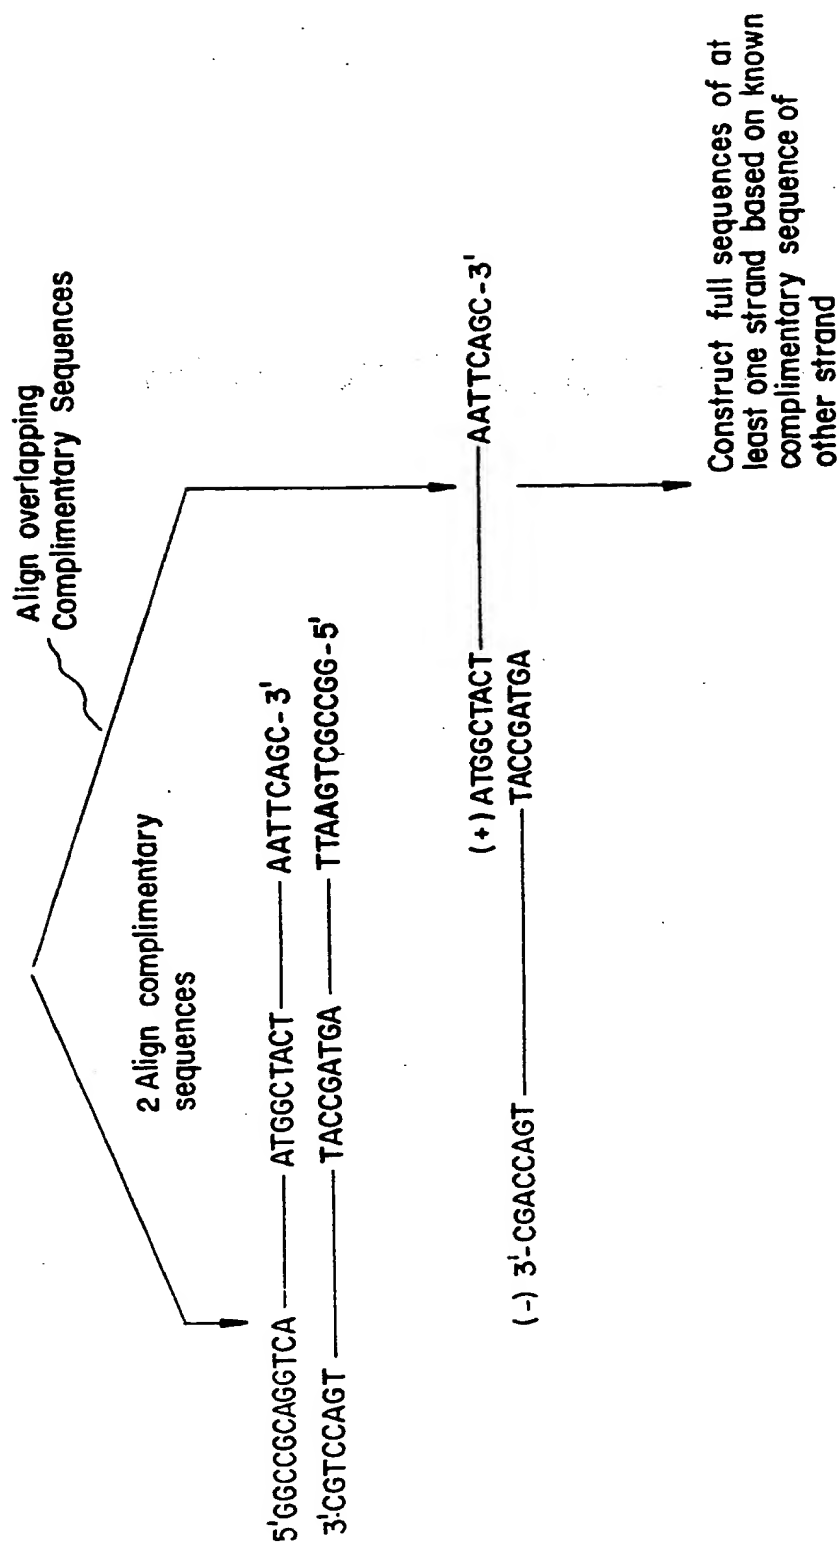 Align overlapping
Complimentary Sequences
2 Align complimentary
sequences
5'GGCCGCAGGTCA ATGGCTACT AATTCAGC-3'
3'CGTCCAGT TACCGATGA TTAAGTCGCCGG-5'
(+) ATGGCTACT AATTCAGC-3'
TACCGATGA
(-) 3'-CGACCAGT
Construct full sequences of at
least one strand based on known
complimentary sequence of
other strand